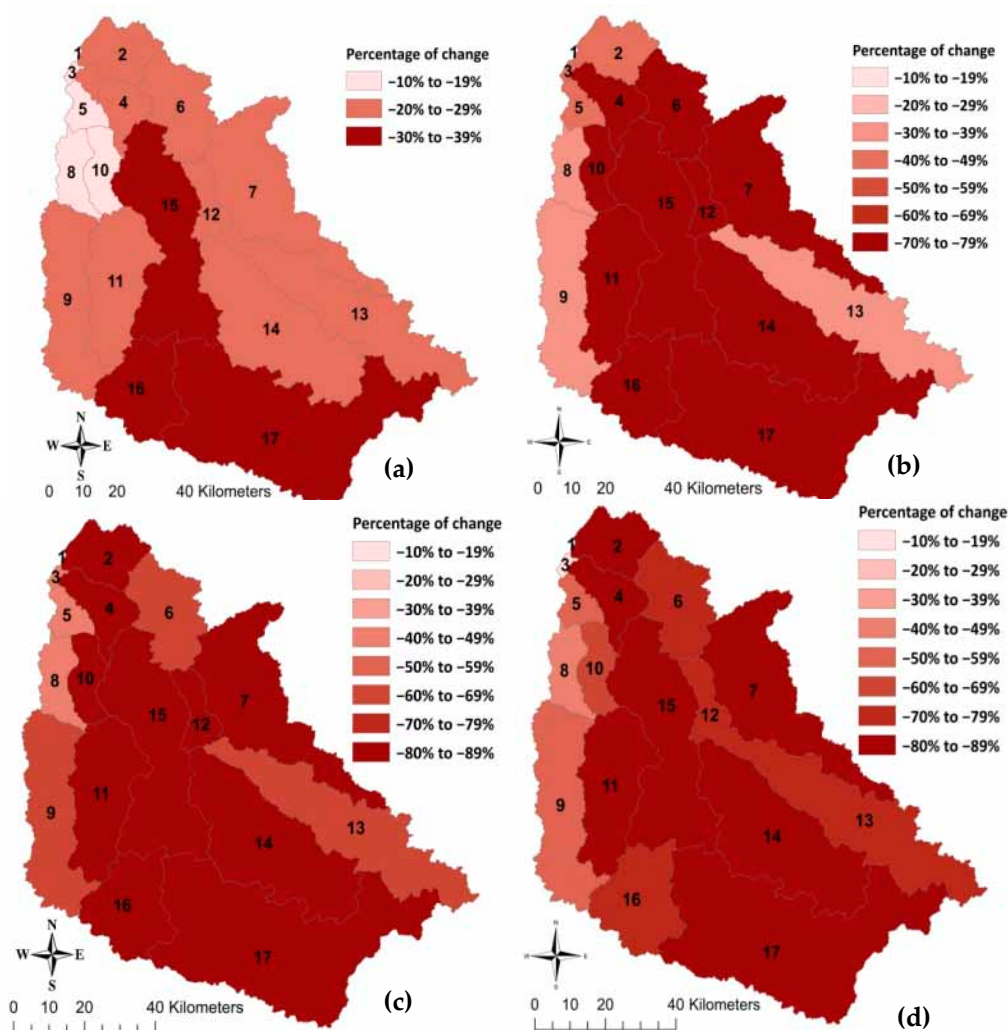 Percentage of change
−10% to −19%
−20% to −29%
−30% to −39%
1
2
3
4
5
6
7
8
10
15
12
11
9
13
14
16
17
N
W E
S
0 10 20 40 Kilometers
(a)
Percentage of change
−10% to −19%
−20% to −29%
−30% to −39%
−40% to −49%
−50% to −59%
−60% to −69%
−70% to −79%
1
2
3
4
5
6
7
8
10
15
12
11
9
13
14
16
17
N
W E
S
0 10 20 40 Kilometers
(b)
Percentage of change
−10% to −19%
−20% to −29%
−30% to −39%
−40% to −49%
−50% to −59%
−60% to −69%
−70% to −79%
−80% to −89%
1
2
3
4
5
6
7
8
10
15
12
11
9
13
14
16
17
N
W E
S
0 10 20 40 Kilometers
(c)
Percentage of change
−10% to −19%
−20% to −29%
−30% to −39%
−40% to −49%
−50% to −59%
−60% to −69%
−70% to −79%
−80% to −89%
1
2
3
4
5
6
7
8
10
15
12
11
9
13
14
16
17
N
W E
S
0 10 20 40 Kilometers
(d)